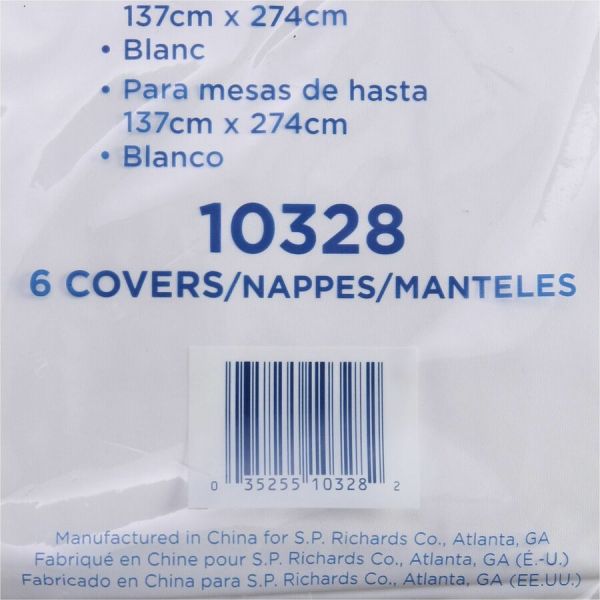 137cm x 274cm
• Blanc
• Para mesas de hasta
137cm x 274cm
• Blanco
10328
6 COVERS/NAPPES/MANTELES
0 35255 10328 2
Manufactured in China for S.P. Richards Co., Atlanta, GA
Fabriqué en Chine pour S.P. Richards Co., Atlanta, GA (É.-U.)
Fabricado en China para S.P. Richards Co., Atlanta, GA (EE.UU.)